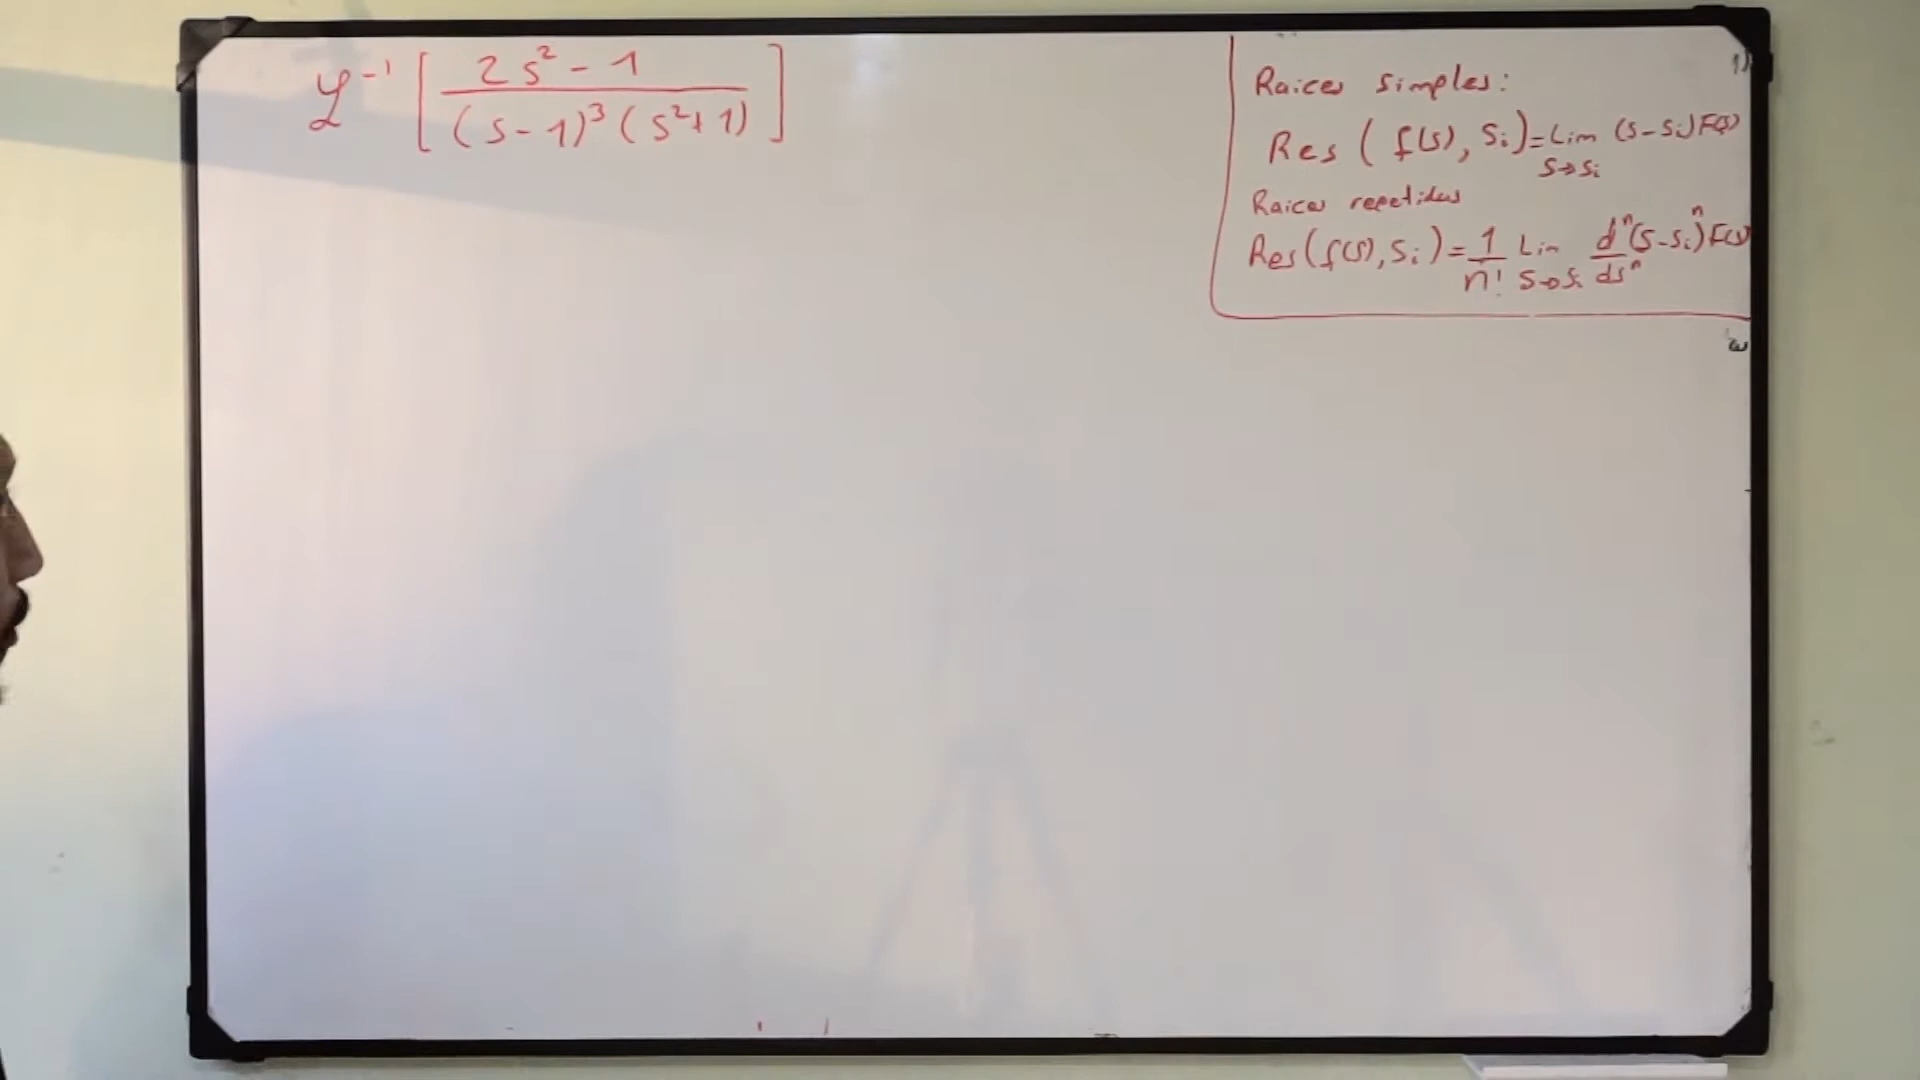 ℒ⁻¹ [ (2s² - 1) / ((s-1)³ (s²+1)) ]
Raices simples:
Res ( f(s), Si) = Lim (s-si) F(s)
s→si
Raices repetidas
Res (f(s), Si) = 1/n! Lim dⁿ/dsⁿ (s-si)ⁿ F(s)
s→si